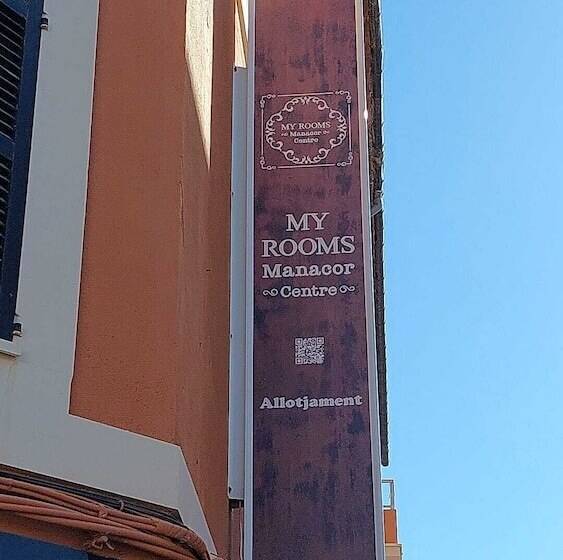 MY ROOMS
Manacor
Centre
MY
ROOMS
Manacor
Centre
Allotjament